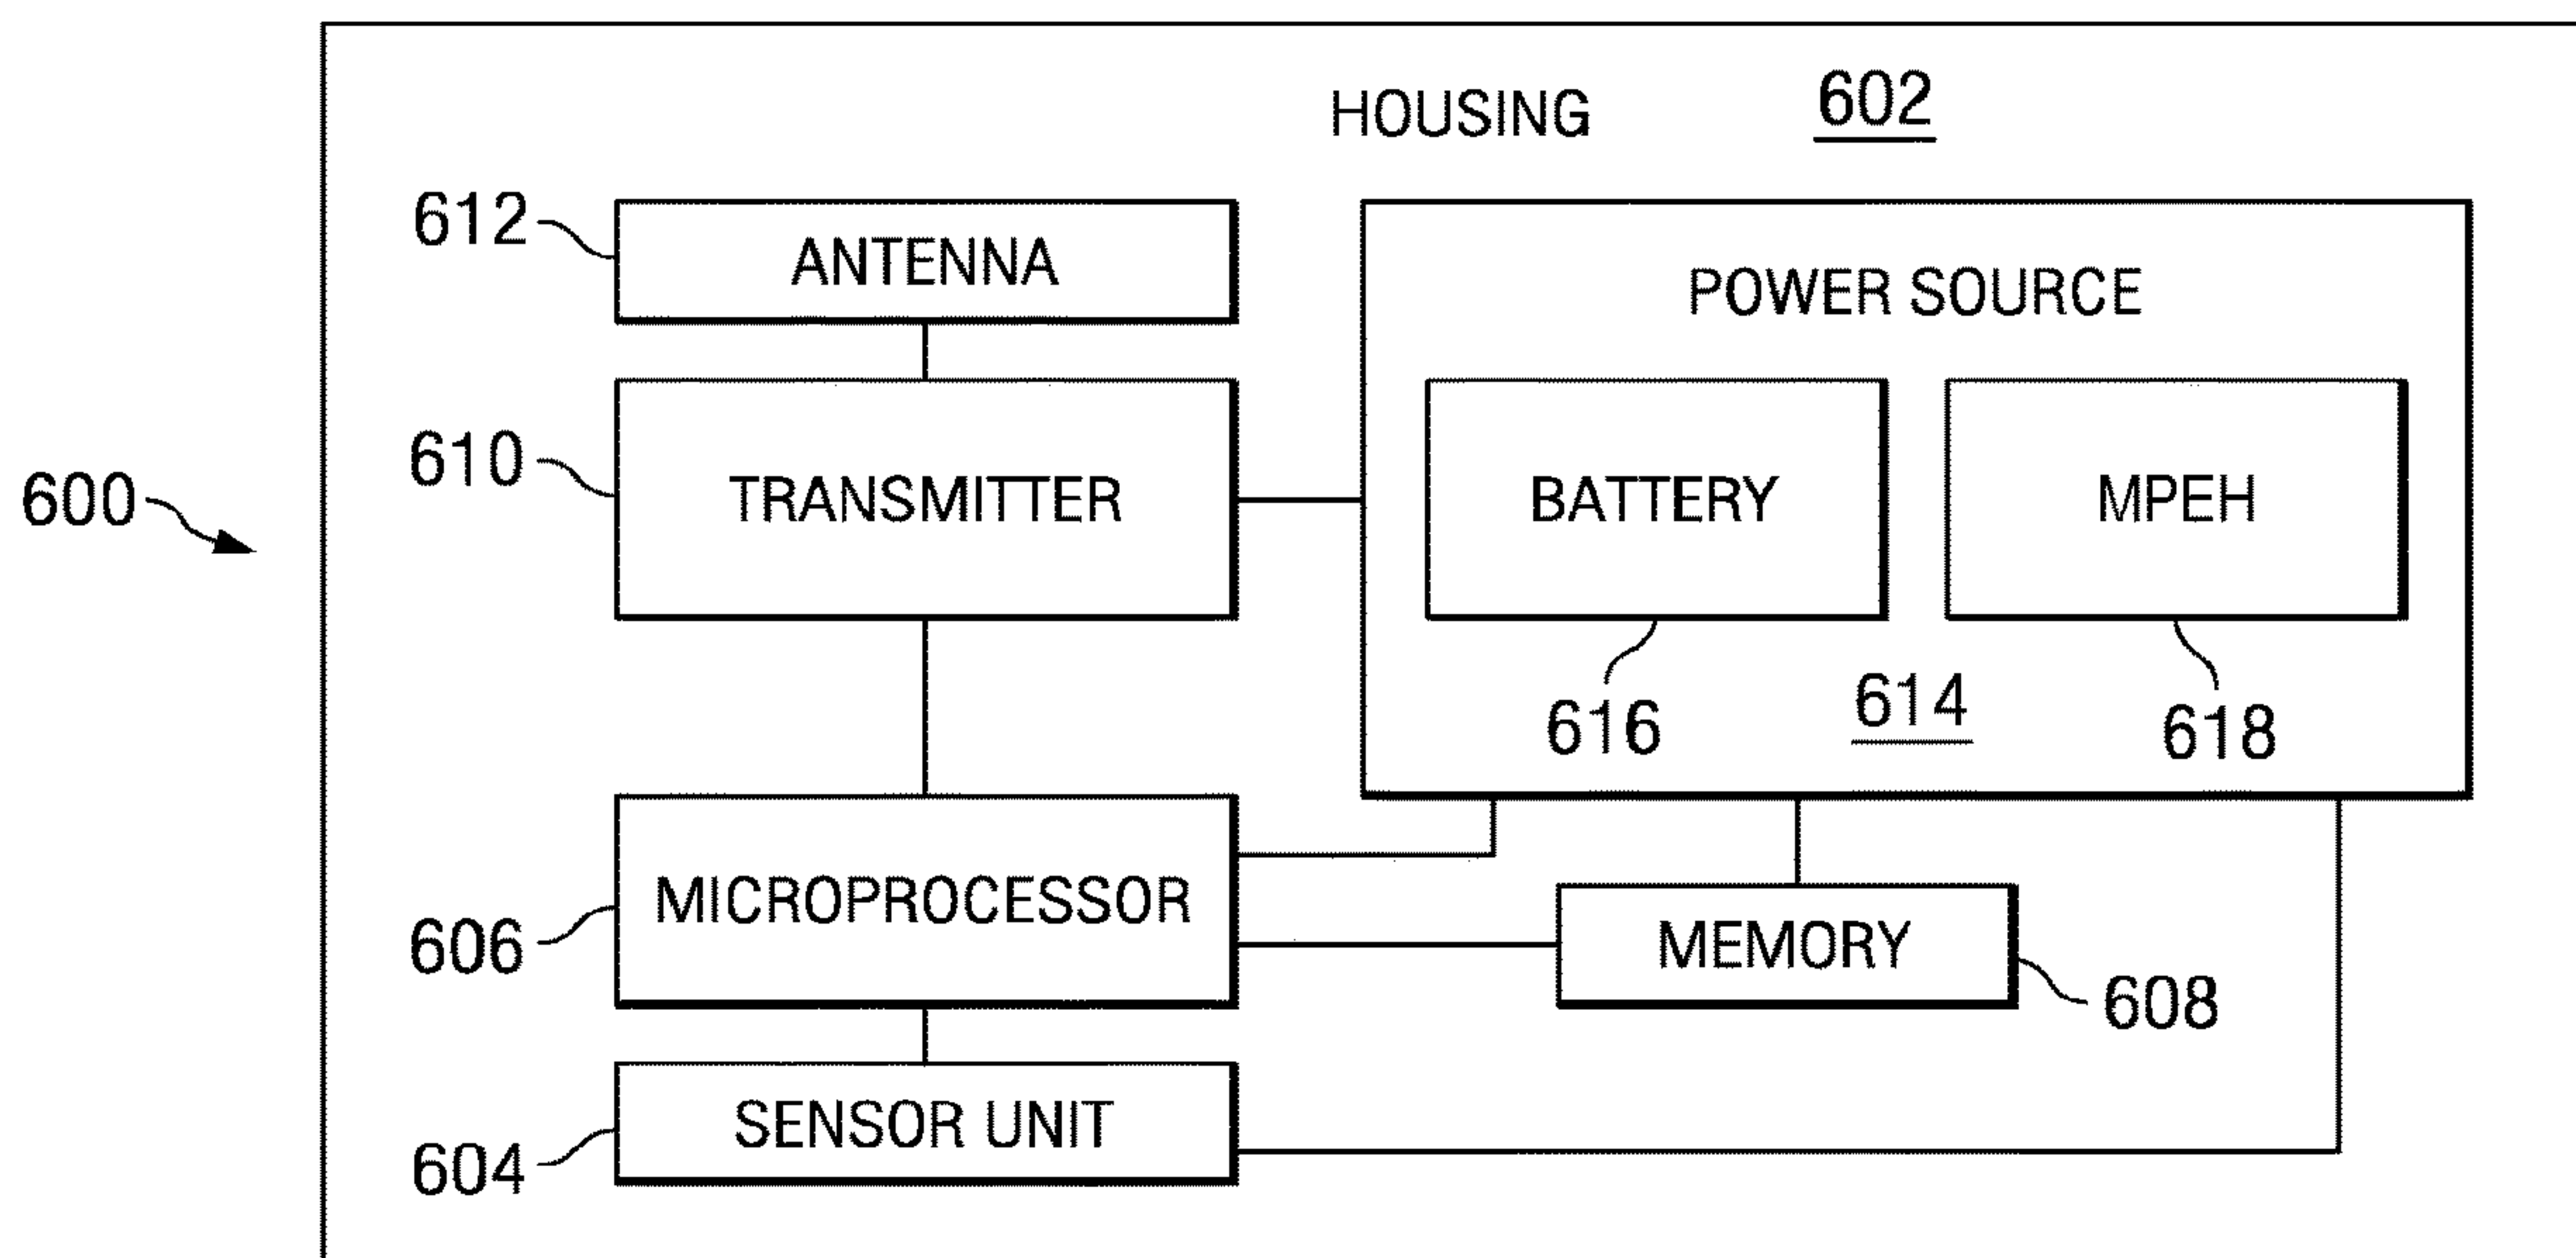 HOUSING 602
612 ANTENNA
POWER SOURCE
600
610 TRANSMITTER
BATTERY MPEH
616 614 618
606 MICROPROCESSOR
MEMORY 608
604 SENSOR UNIT